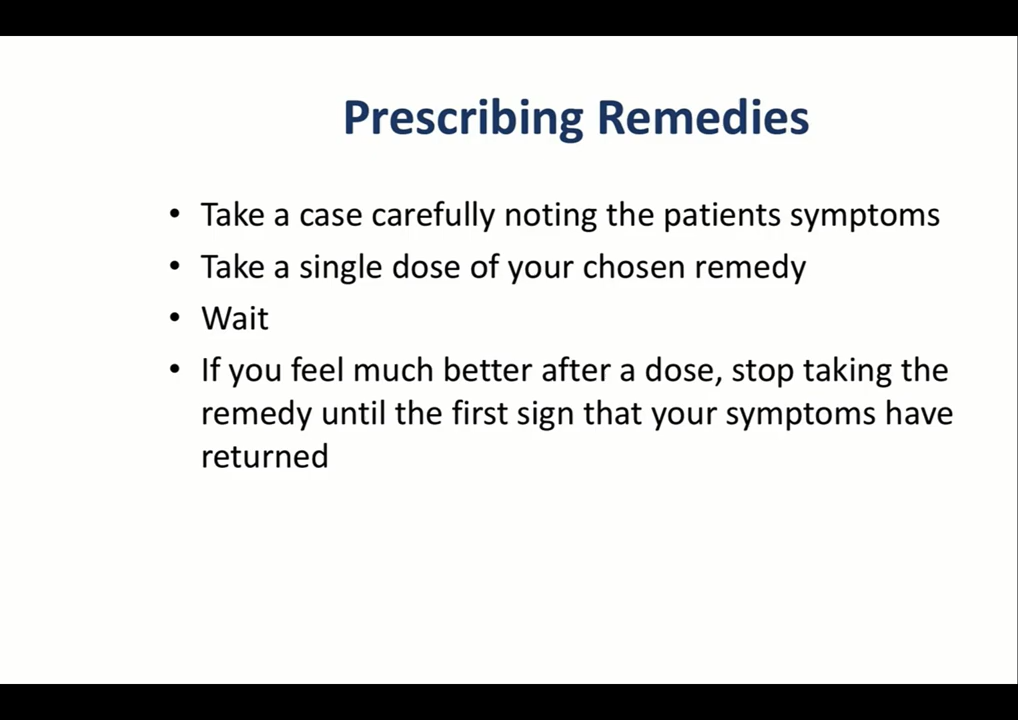 Prescribing Remedies
• Take a case carefully noting the patients symptoms
• Take a single dose of your chosen remedy
• Wait
• If you feel much better after a dose, stop taking the
remedy until the first sign that your symptoms have
returned